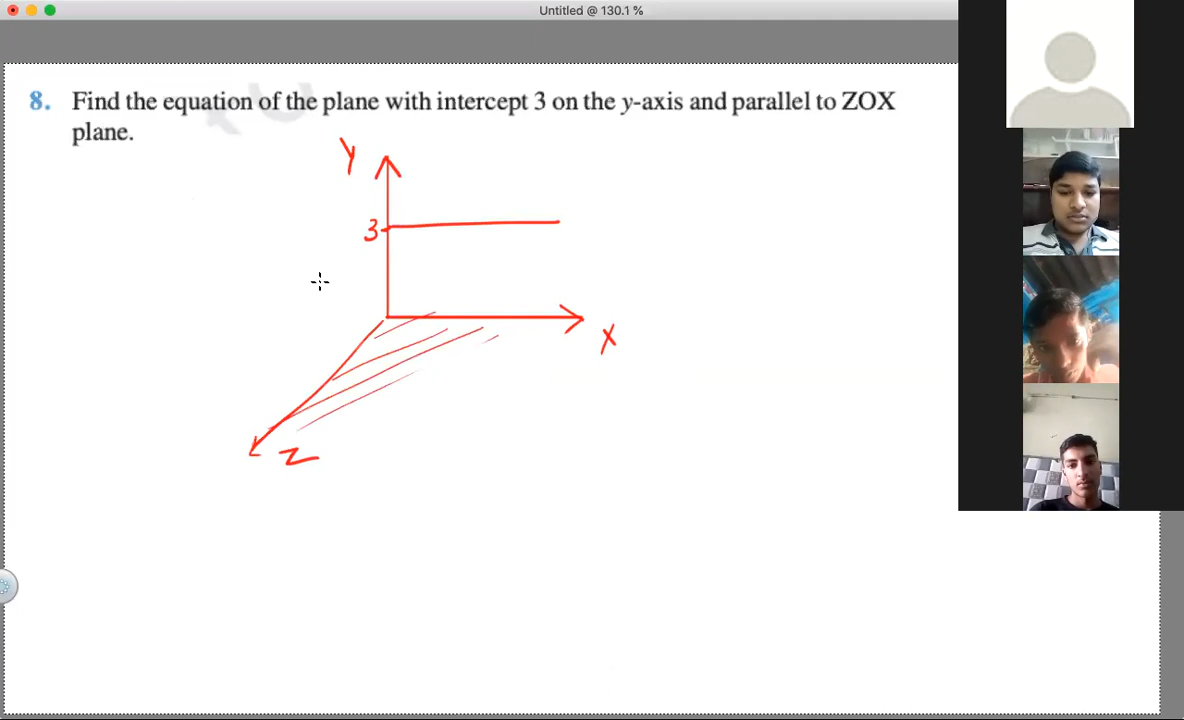 Untitled @ 130.1 %
8. Find the equation of the plane with intercept 3 on the y-axis and parallel to ZOX
plane.
Y
3
X
Z